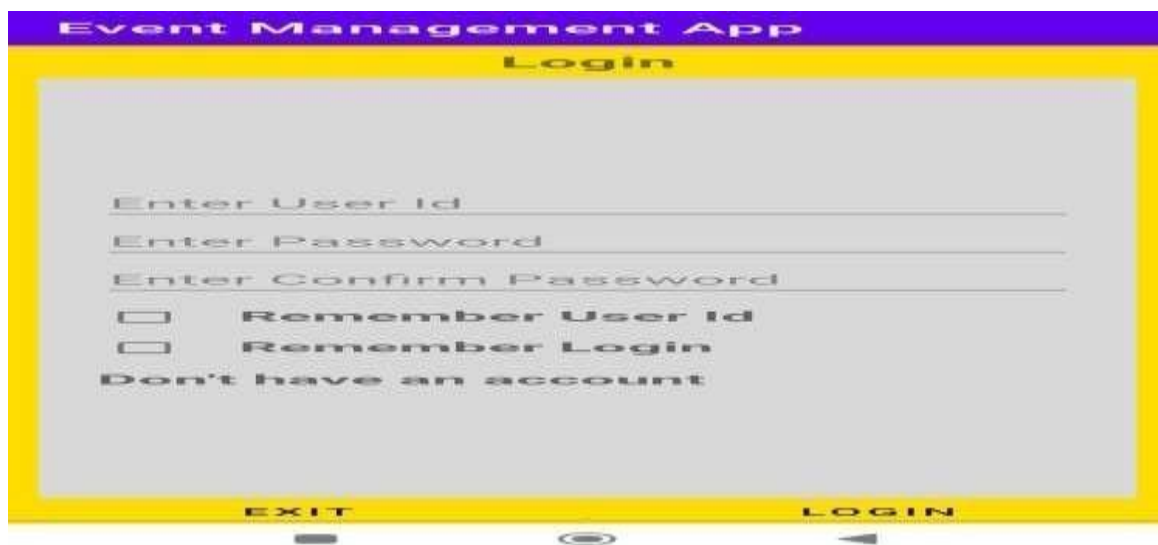 Event Management App
Login
Enter User Id
Enter Password
Enter Confirm Password
Remember User Id
Remember Login
Don't have an account
EXIT LOGIN